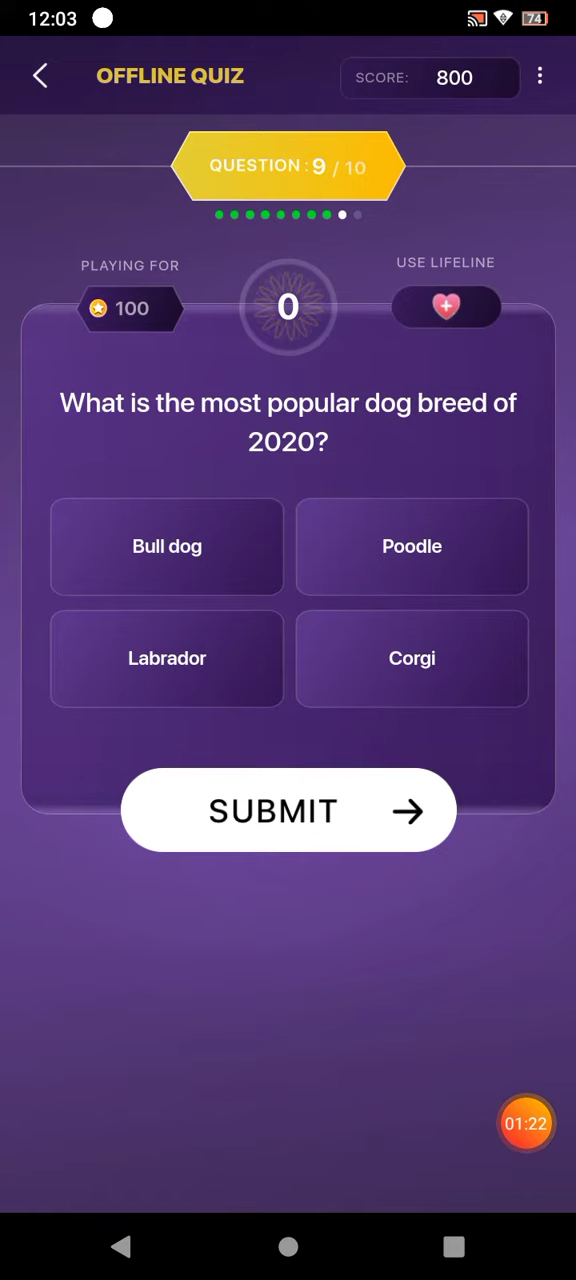 12:03
74
OFFLINE QUIZ
SCORE: 800
QUESTION : 9 / 10
PLAYING FOR
USE LIFELINE
100
0
What is the most popular dog breed of
2020?
Bull dog
Poodle
Labrador
Corgi
SUBMIT
01:22